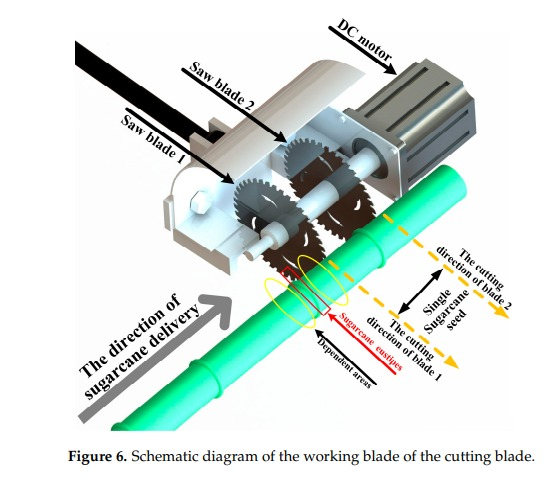 DC motor
Saw blade 2
Saw blade 1
The direction of
sugarcane delivery
The cutting
direction of blade 2
Single
Sugarcane
seed
The cutting
direction of blade 1
Sugarcane eustipes
Dependent areas
Figure 6. Schematic diagram of the working blade of the cutting blade.